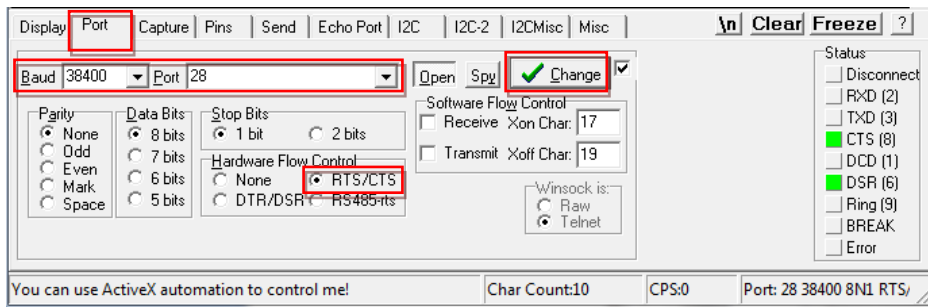 Display Port Capture Pins Send Echo Port I2C I2C-2 I2CMisc Misc \n Clear Freeze ?
Baud 38400 Port 28 Open Spy Change
Parity
None
Odd
Even
Mark
Space
Data Bits
8 bits
7 bits
6 bits
5 bits
Stop Bits
1 bit 2 bits
Hardware Flow Control
None RTS/CTS
DTR/DSR RS485-rts
Software Flow Control
Receive Xon Char: 17
Transmit Xoff Char: 19
Winsock is:
Raw
Telnet
Status
Disconnect
RXD (2)
TXD (3)
CTS (8)
DCD (1)
DSR (6)
Ring (9)
BREAK
Error
You can use ActiveX automation to control me! Char Count:10 CPS:0 Port: 28 38400 8N1 RTS/